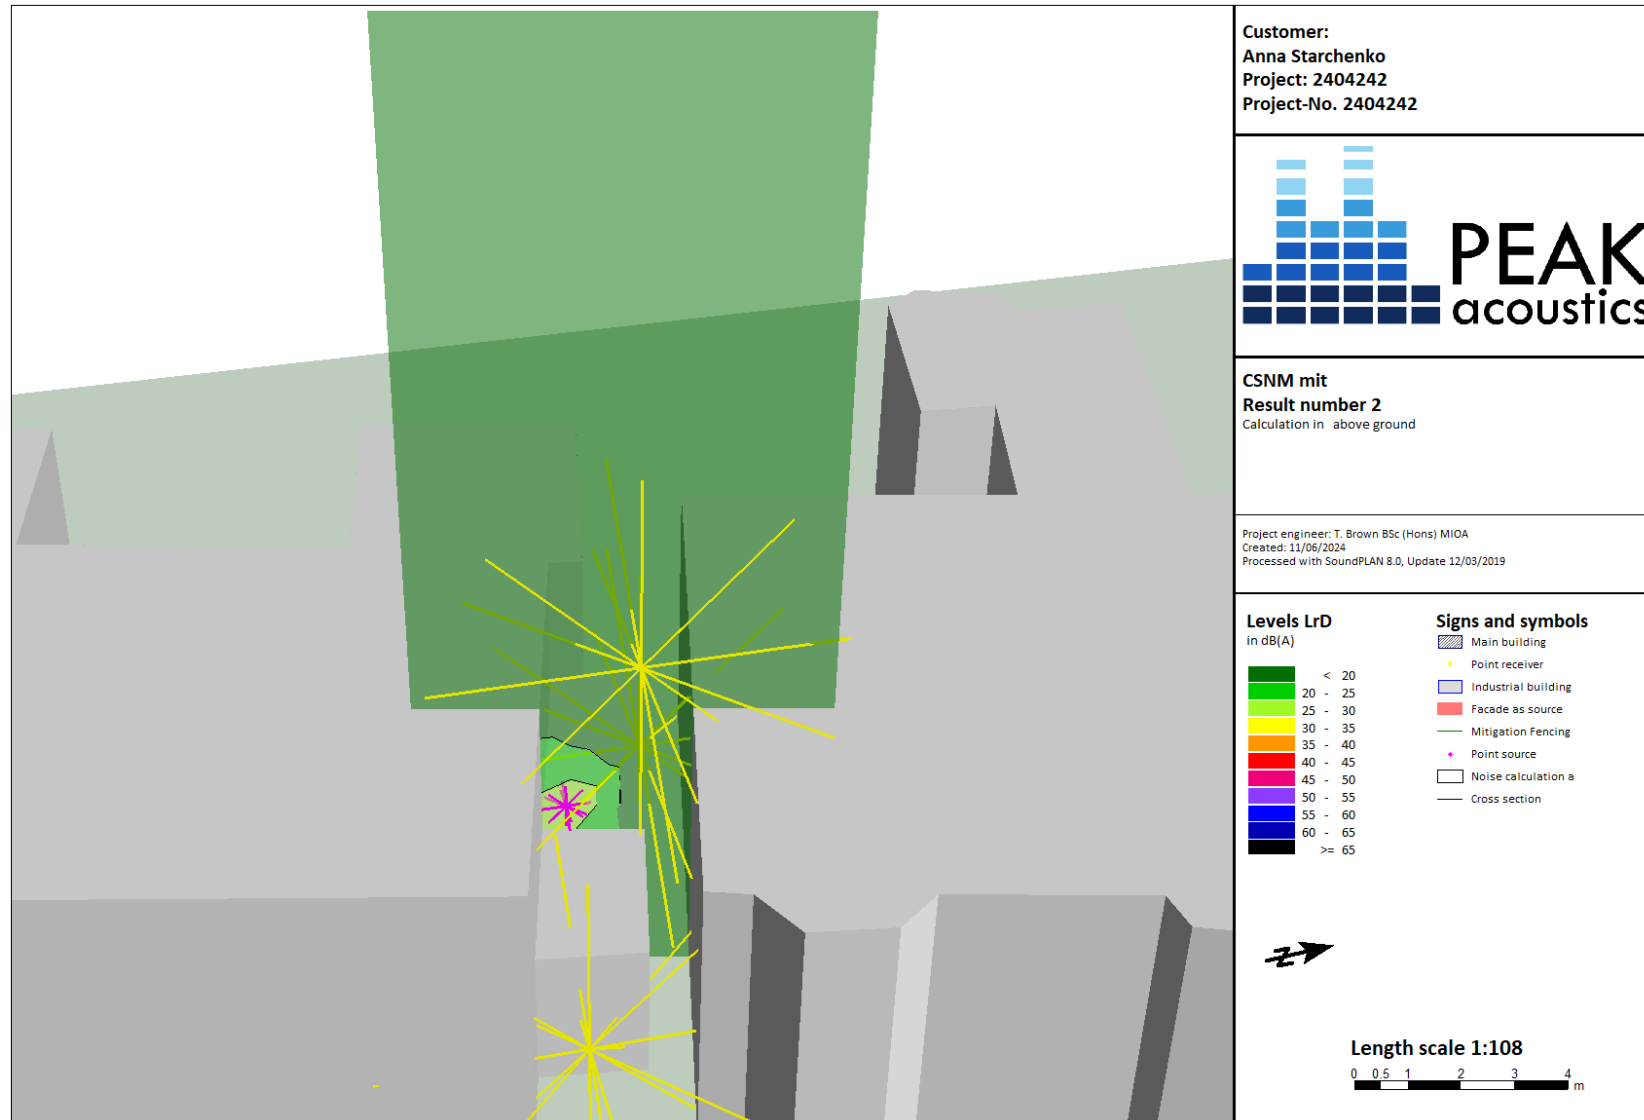 Customer:
Anna Starchenko
Project: 2404242
Project-No. 2404242
PEAK
acoustics
CSNM mit
Result number 2
Calculation in above ground
Project engineer: T. Brown BSc (Hons) MIOA
Created: 11/06/2024
Processed with SoundPLAN 8.0, Update 12/03/2019
Levels LrD
in dB(A)
< 20
20 - 25
25 - 30
30 - 35
35 - 40
40 - 45
45 - 50
50 - 55
55 - 60
60 - 65
>= 65
Signs and symbols
Main building
Point receiver
Industrial building
Facade as source
Mitigation Fencing
Point source
Noise calculation a
Cross section
N
Length scale 1:108
0 0.5 1 2 3 4
m